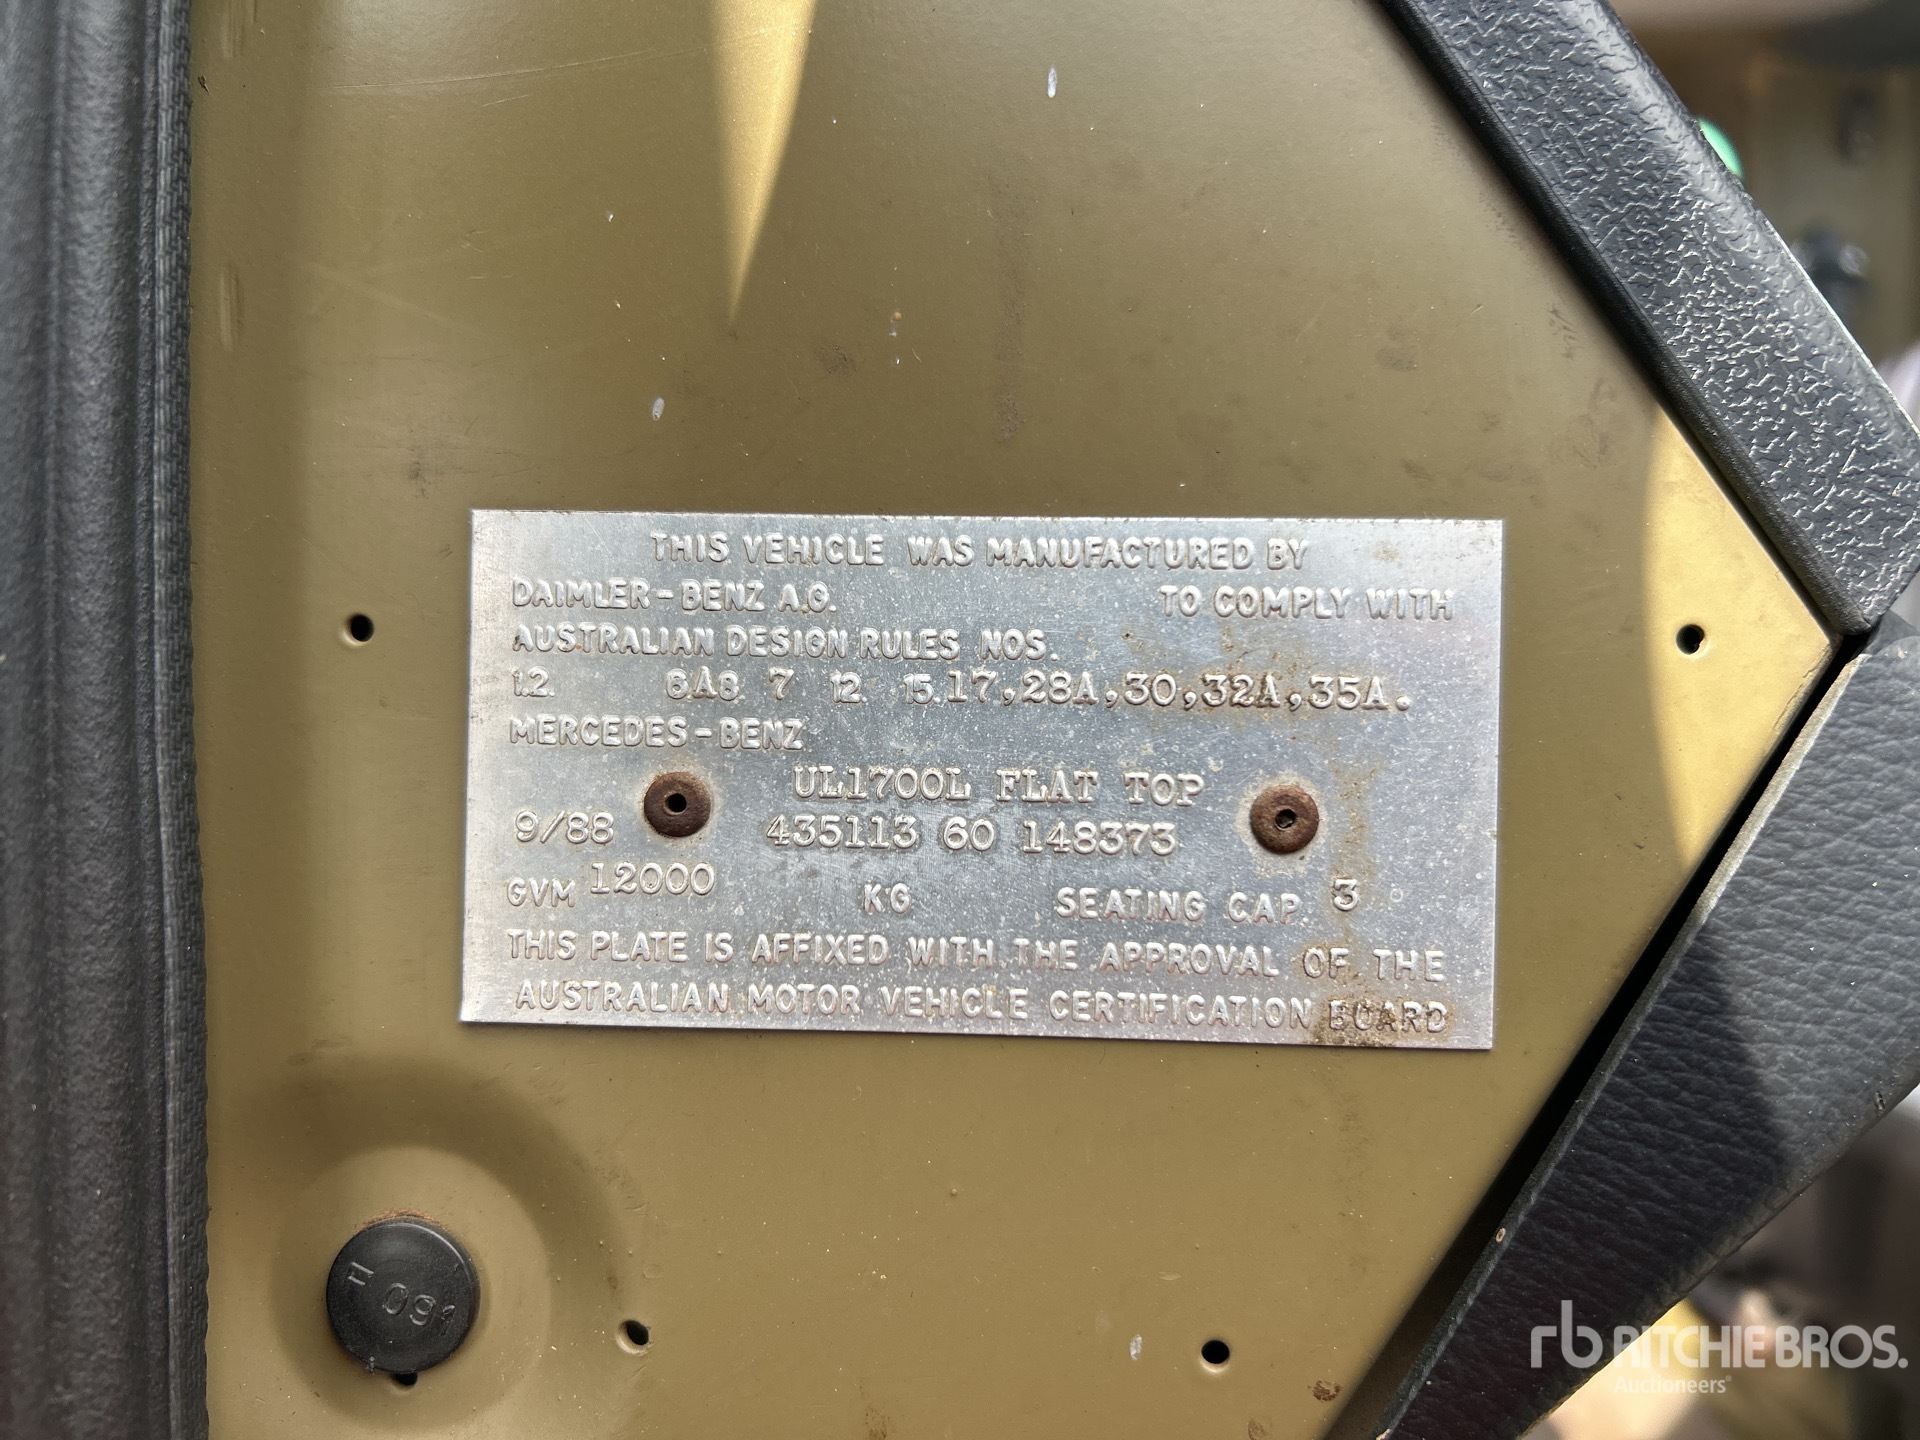 THIS VEHICLE WAS MANUFACTURED BY
DAIMLER-BENZ A.G. TO COMPLY WITH
AUSTRALIAN DESIGN RULES NOS.
1.2. 6A8. 7 12. 15. 17,28A,30,32A,35A.
MERCEDES-BENZ
UL1700L FLAT TOP
9/88 435113 60 148373
GVM 12000 KG SEATING CAP. 3
THIS PLATE IS AFFIXED WITH THE APPROVAL OF THE
AUSTRALIAN MOTOR VEHICLE CERTIFICATION BOARD
F 091
rb RITCHIE BROS.
Auctioneers